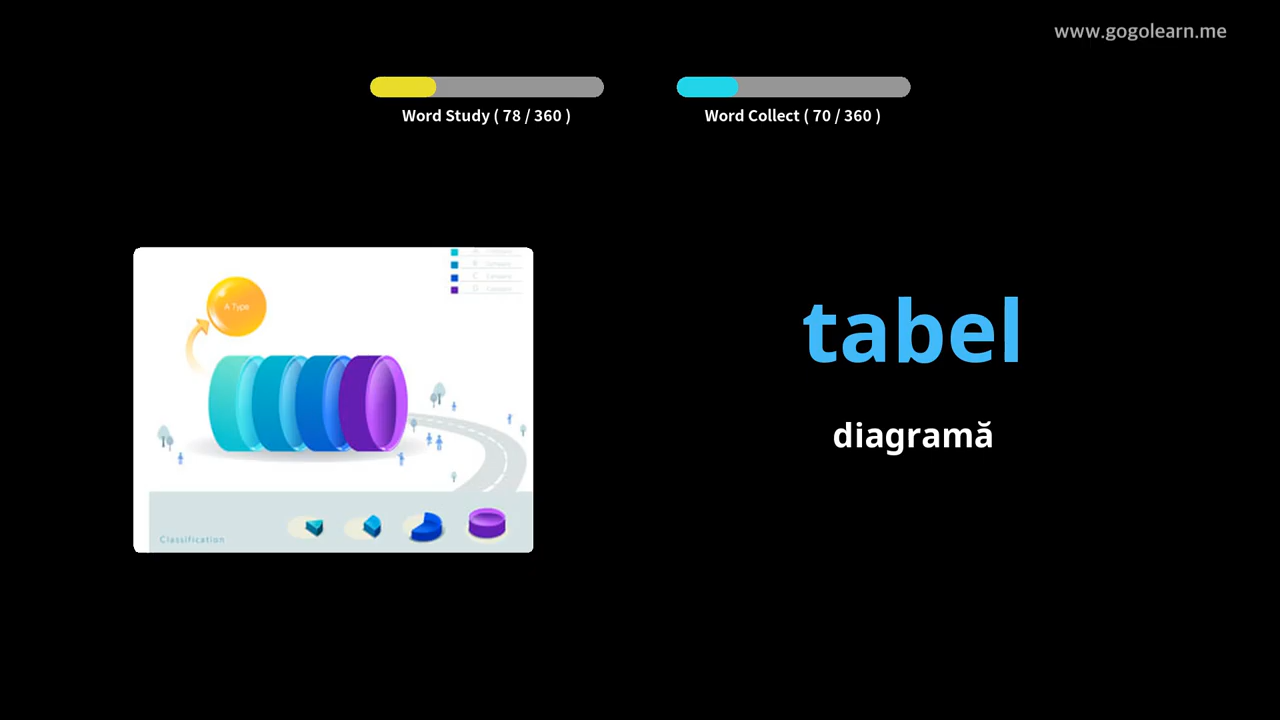 www.gogolearn.me
Word Study ( 78 / 360 )
Word Collect ( 70 / 360 )
A Type
tabel
diagramă
Classification